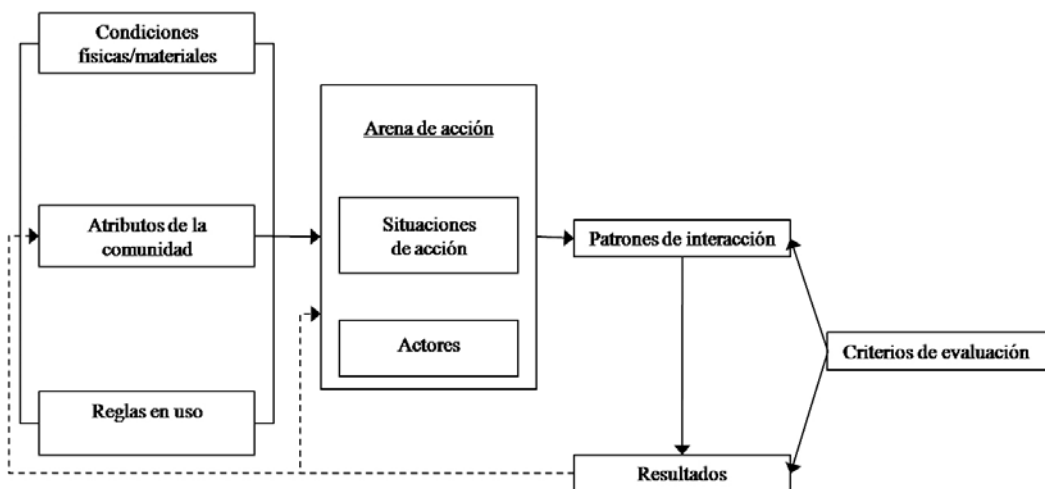 Condiciones
físicas/materiales
Atributos de la
comunidad
Reglas en uso
Arena de acción
Situaciones
de acción
Actores
Patrones de interacción
Criterios de evaluación
Resultados